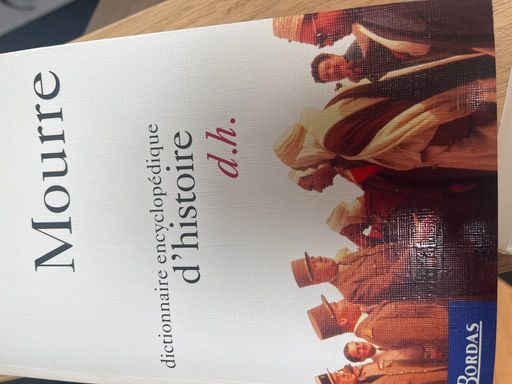 Mourre
dictionnaire encyclopédique
d'histoire
d.h.
BORDAS